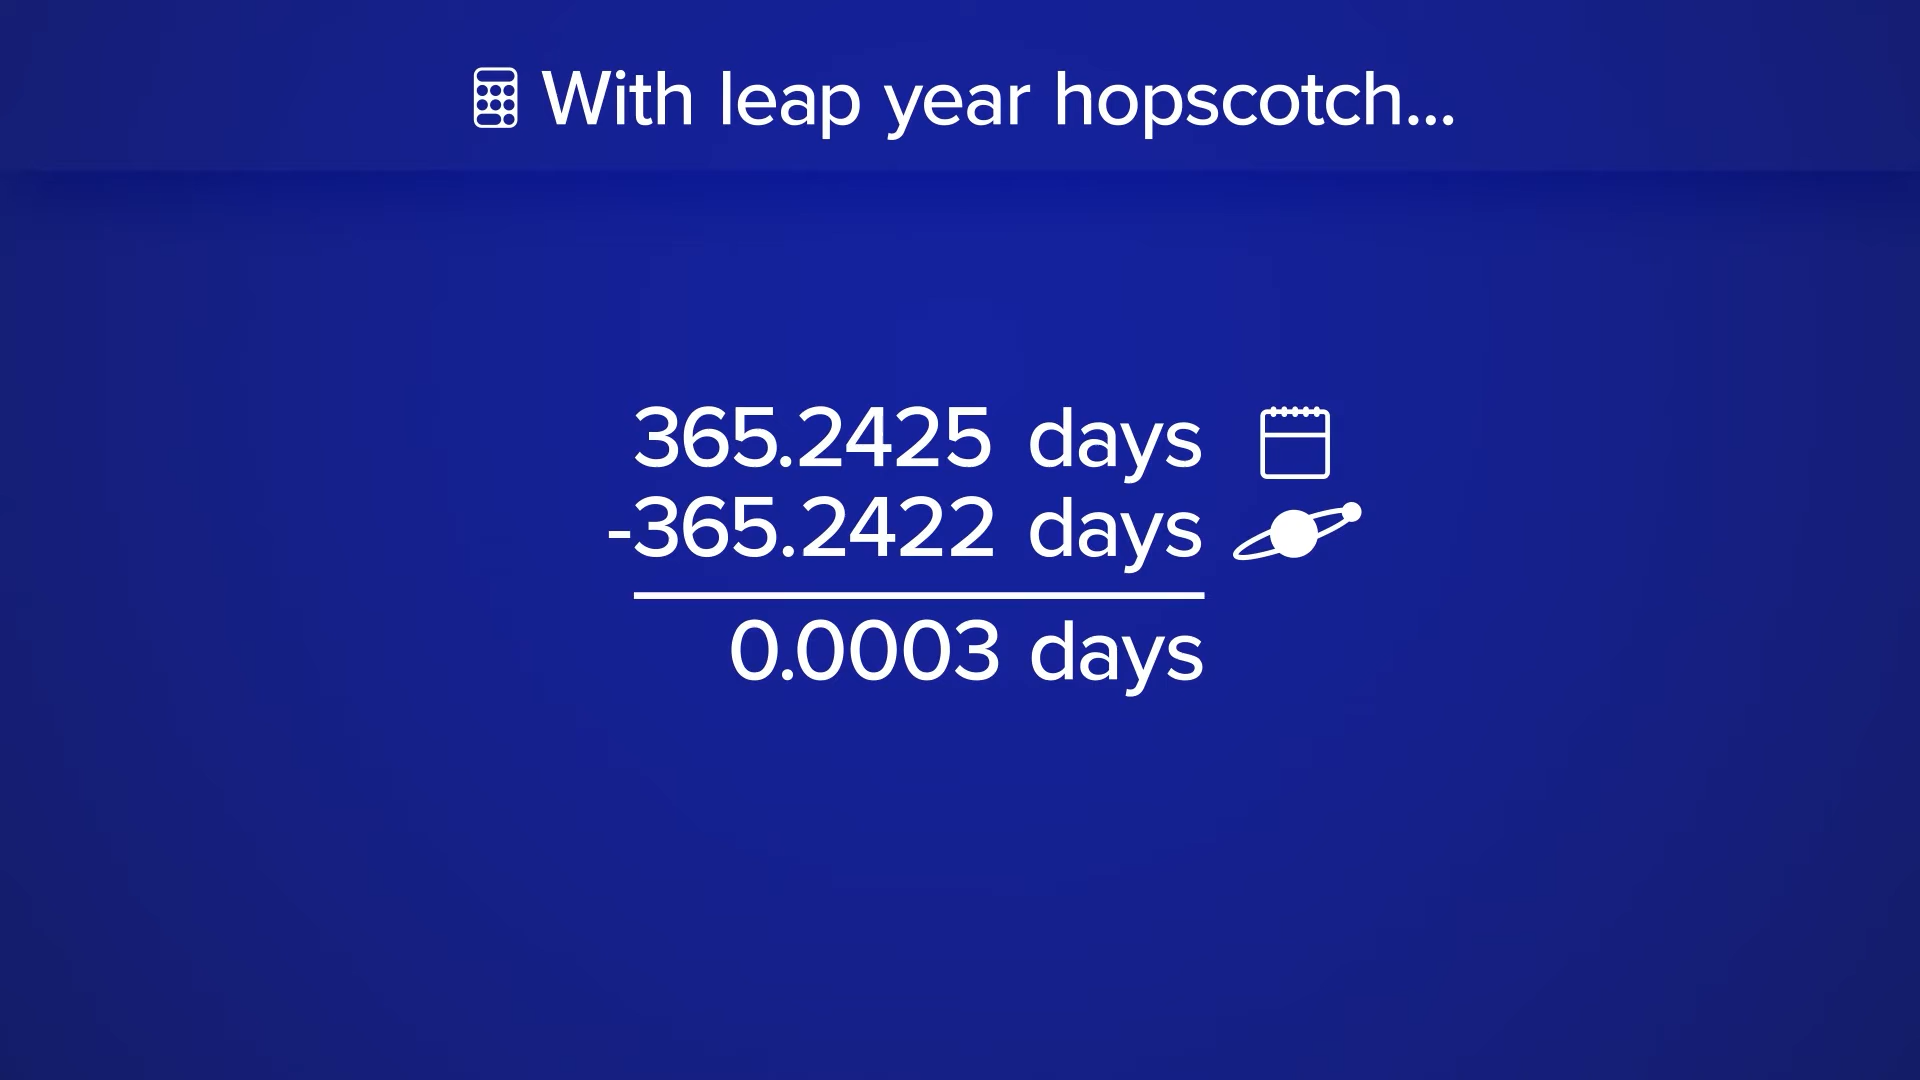 With leap year hopscotch...
365.2425 days
-365.2422 days
0.0003 days